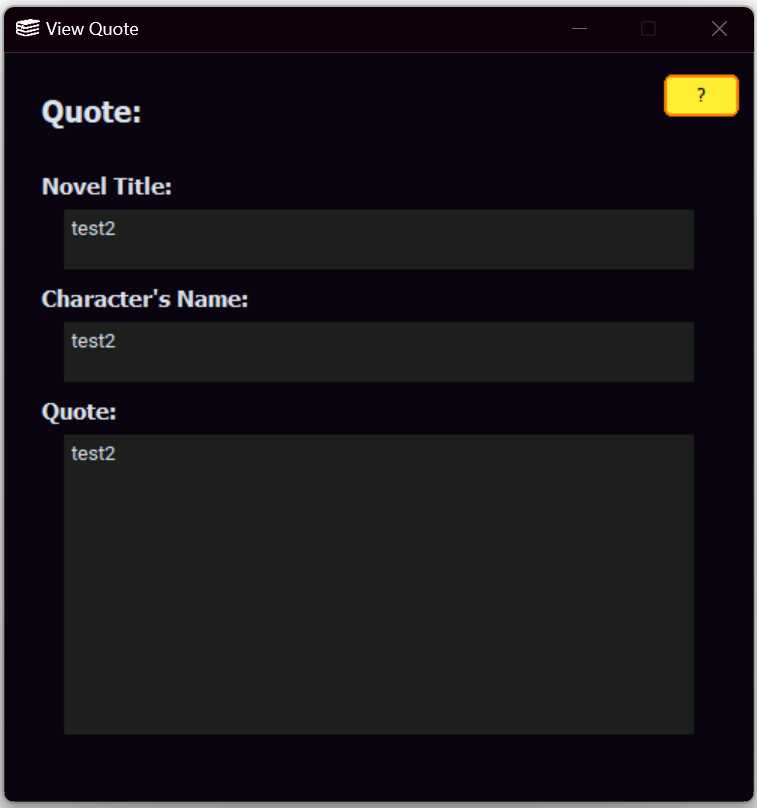 View Quote
?
Quote:
Novel Title:
test2
Character's Name:
test2
Quote:
test2